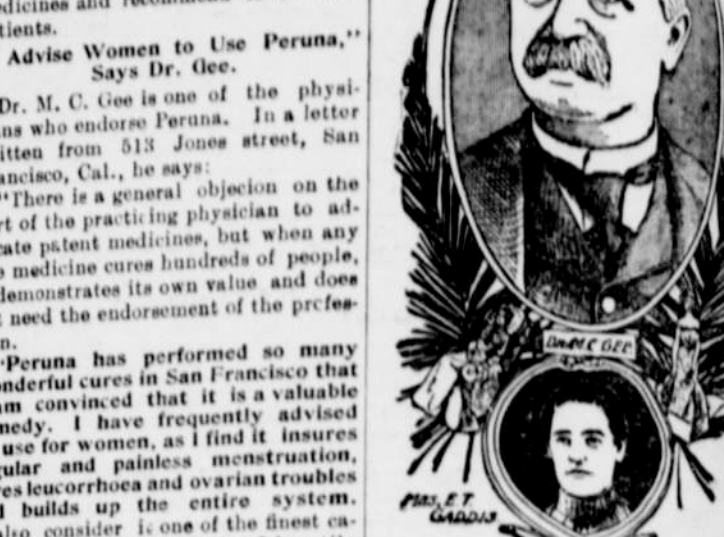 edicines and recommend
tients.
Advise Women to Use Peruna,"
Says Dr. Gee.
Dr. M. C. Gee is one of the physi-
ns who endorse Peruna. In a letter
itten from 513 Jones street, San
ancisco, Cal., he says:
"There is a general objecion on the
rt of the practicing physician to ad-
cate patent medicines, but when any
e medicine cures hundreds of people,
demonstrates its own value and does
t need the endorsement of the profes-
n.
"Peruna has performed so many
onderful cures in San Francisco that
am convinced that it is a valuable
medy. I have frequently advised
use for women, as I find it insures
gular and painless menstruation,
es leucorrhoea and ovarian troubles
d builds up the entire system.
also consider it one of the finest ca-
Dr. M. C. GEE
Mrs. E. T.
GADDIS